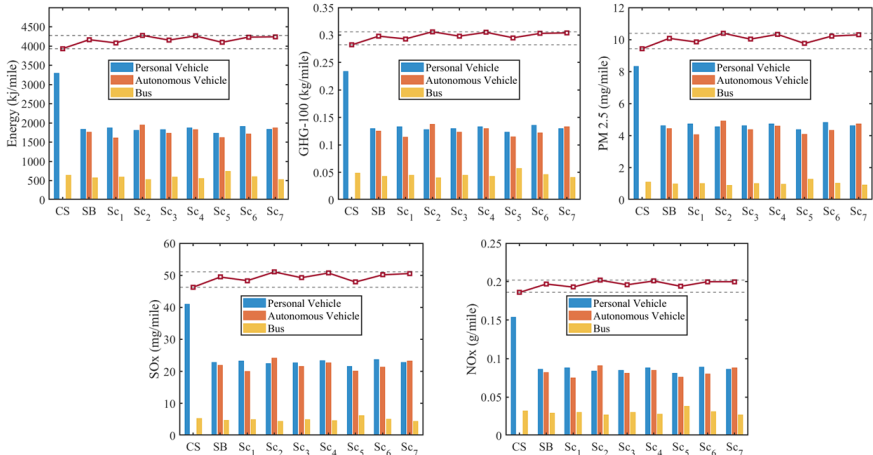 Energy (kj/mile)
4500
4000
3500
3000
2500
2000
1500
1000
500
0
Personal Vehicle
Autonomous Vehicle
Bus
CS SB Sc1 Sc2 Sc3 Sc4 Sc5 Sc6 Sc7
GHG-100 (kg/mile)
0.35
0.3
0.25
0.2
0.15
0.1
0.05
0
Personal Vehicle
Autonomous Vehicle
Bus
CS SB Sc1 Sc2 Sc3 Sc4 Sc5 Sc6 Sc7
PM 2.5 (mg/mile)
12
10
8
6
4
2
0
Personal Vehicle
Autonomous Vehicle
Bus
CS SB Sc1 Sc2 Sc3 Sc4 Sc5 Sc6 Sc7
SOx (mg/mile)
60
50
40
30
20
10
0
Personal Vehicle
Autonomous Vehicle
Bus
CS SB Sc1 Sc2 Sc3 Sc4 Sc5 Sc6 Sc7
NOx (g/mile)
0.25
0.2
0.15
0.1
0.05
0
Personal Vehicle
Autonomous Vehicle
Bus
CS SB Sc1 Sc2 Sc3 Sc4 Sc5 Sc6 Sc7